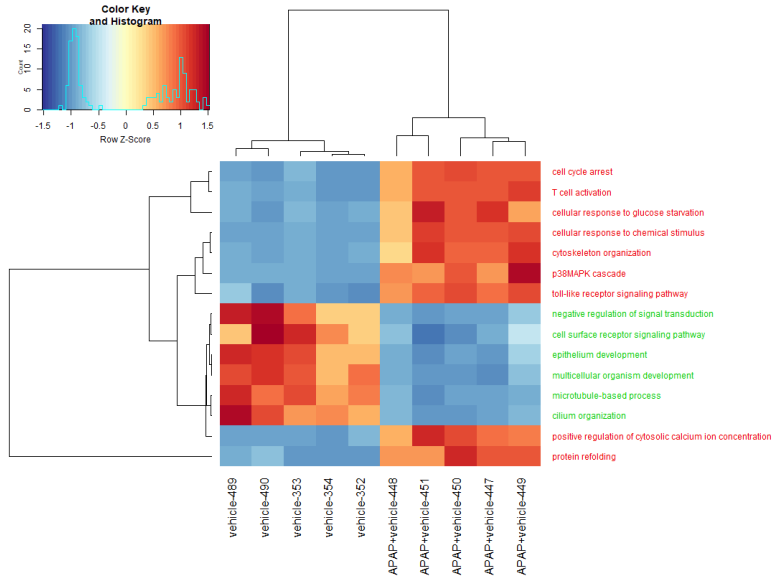 Color Key
and Histogram
Count
0 5 10 15 20
-1.5 -1 -0.5 0 0.5 1 1.5
Row Z-Score
cell cycle arrest
T cell activation
cellular response to glucose starvation
cellular response to chemical stimulus
cytoskeleton organization
p38MAPK cascade
toll-like receptor signaling pathway
negative regulation of signal transduction
cell surface receptor signaling pathway
epithelium development
multicellular organism development
microtubule-based process
cilium organization
positive regulation of cytosolic calcium ion concentration
protein refolding
vehicle-489
vehicle-490
vehicle-353
vehicle-354
vehicle-352
APAP+vehicle-448
APAP+vehicle-451
APAP+vehicle-450
APAP+vehicle-447
APAP+vehicle-449